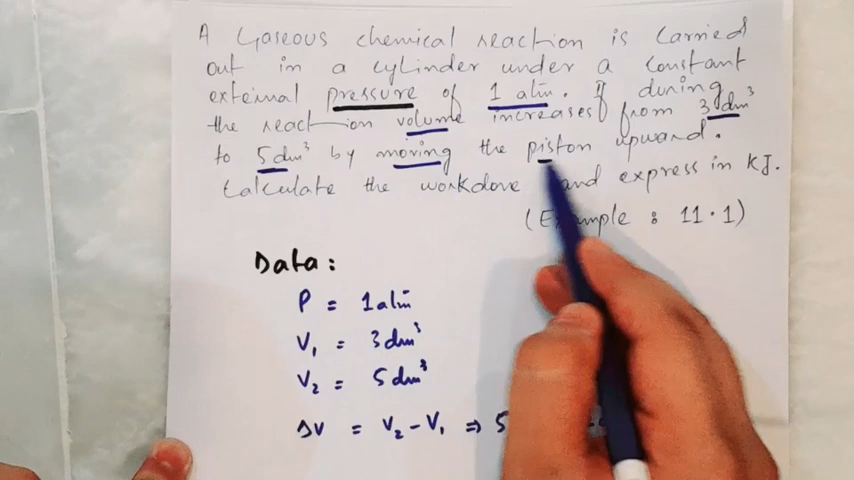 A Gaseous chemical reaction is Carried
out in a cylinder under a constant
external pressure of 1 atm. If during
the reaction volume increases from 3 dm³
to 5dm³ by moving the piston upward.
Calculate the workdone and express in kJ.
(Example : 11.1)
Data:
P = 1 atm
V₁ = 3 dm³
V₂ = 5 dm³
ΔV = V₂ - V₁ ⇒ 5